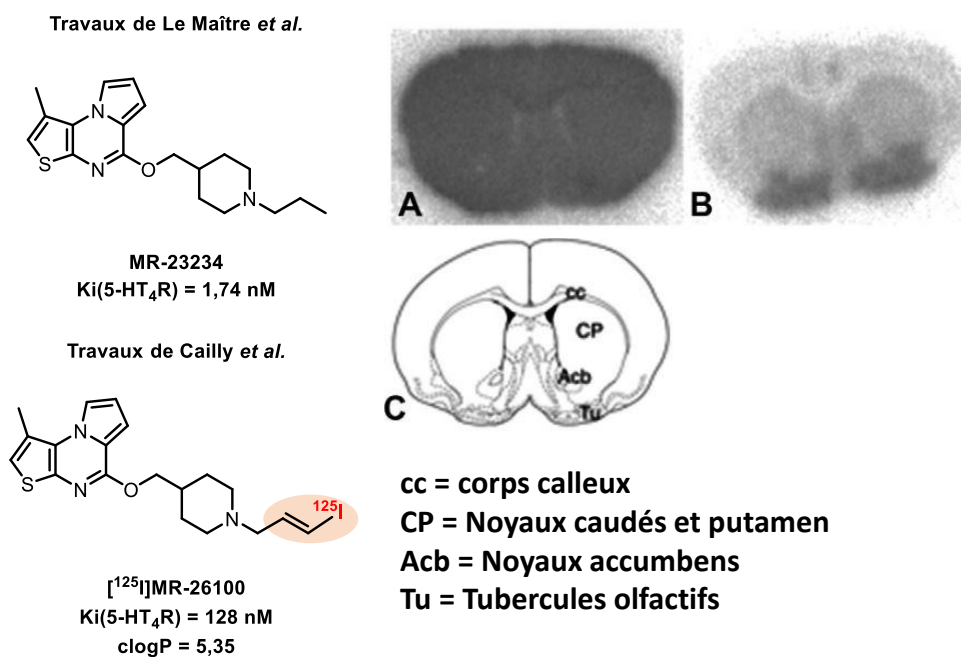 Travaux de Le Maître et al.
N
S
N
O
N
MR-23234
Ki(5-HT₄R) = 1,74 nM
Travaux de Cailly et al.
N
S
N
O
N
¹²⁵I
[¹²⁵I]MR-26100
Ki(5-HT₄R) = 128 nM
clogP = 5,35
A
B
cc
CP
Acb
Tu
C
cc = corps calleux
CP = Noyaux caudés et putamen
Acb = Noyaux accumbens
Tu = Tubercules olfactifs